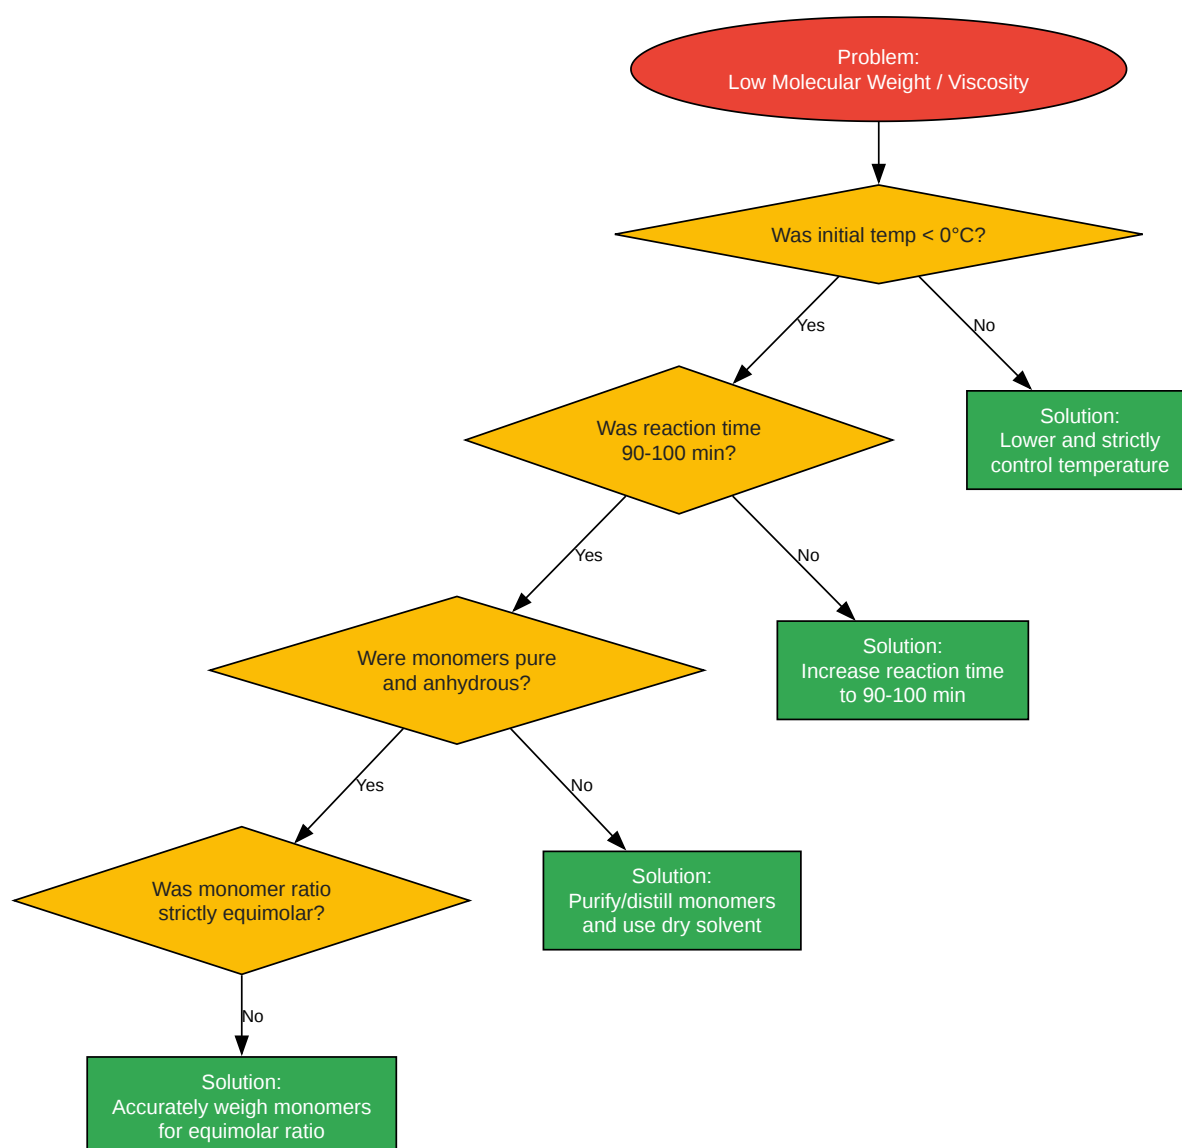 Problem:
Low Molecular Weight / Viscosity
Was initial temp < 0°C?
Yes
No
Was reaction time
90-100 min?
Solution:
Lower and strictly
control temperature
Yes
No
Were monomers pure
and anhydrous?
Solution:
Increase reaction time
to 90-100 min
Yes
No
Was monomer ratio
strictly equimolar?
Solution:
Purify/distill monomers
and use dry solvent
No
Solution:
Accurately weigh monomers
for equimolar ratio